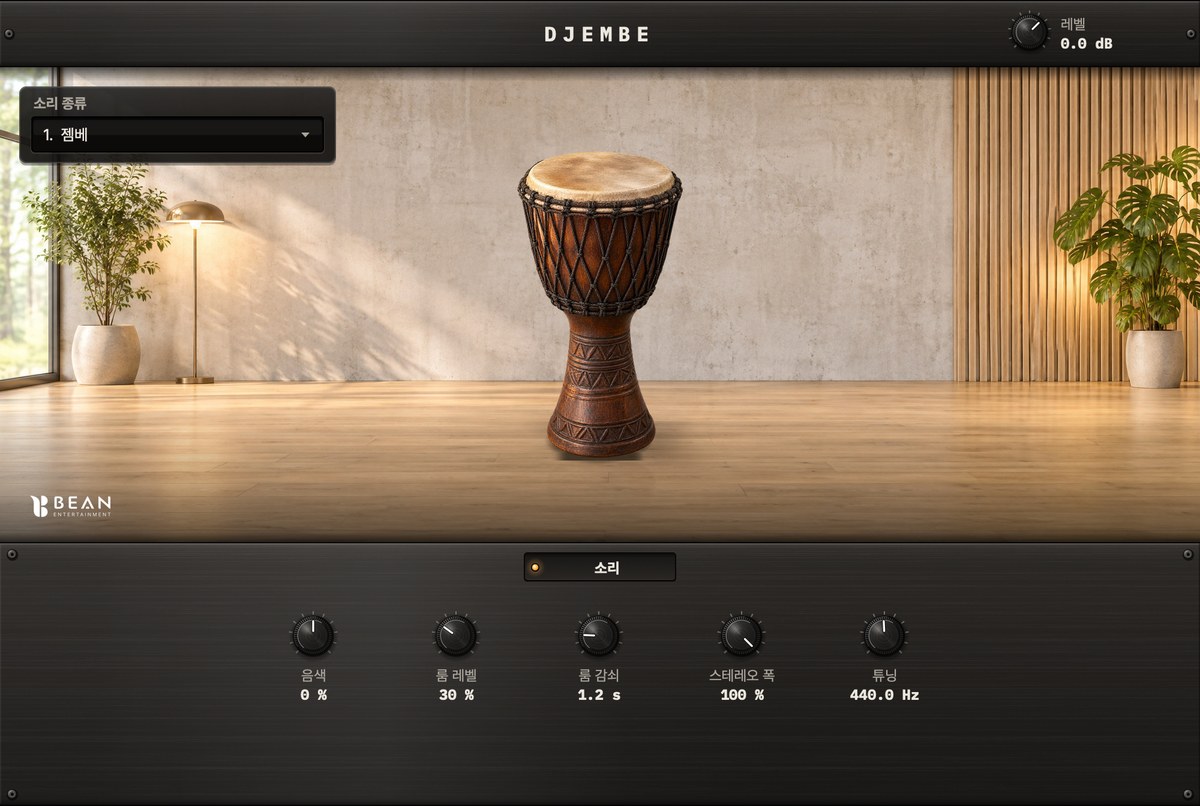 DJEMBE
레벨
0.0 dB
소리 종류
1. 젬베
BEAN
ENTERTAINMENT
소리
음색
0 %
룸 레벨
30 %
룸 감쇠
1.2 s
스테레오 폭
100 %
튜닝
440.0 Hz